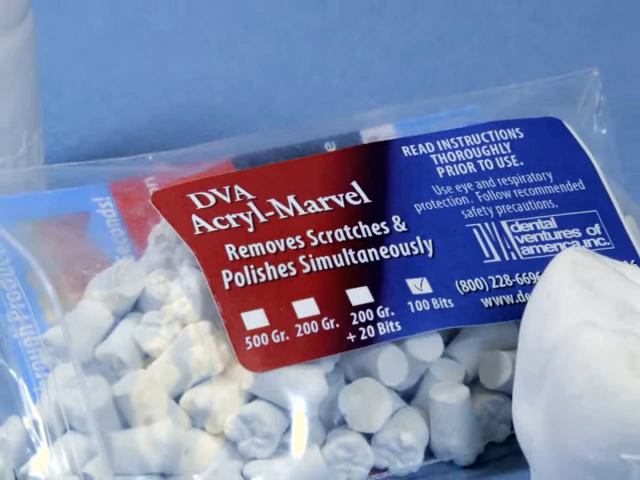 DVA
Acryl-Marvel
Removes Scratches &
Polishes Simultaneously
500 Gr.
200 Gr.
200 Gr.
+ 20 Bits
100 Bits
READ INSTRUCTIONS
THOROUGHLY
PRIOR TO USE.
Use eye and respiratory
protection. Follow recommended
safety precautions.
dental
ventures of
america, inc.
(800) 228-6696
www.de